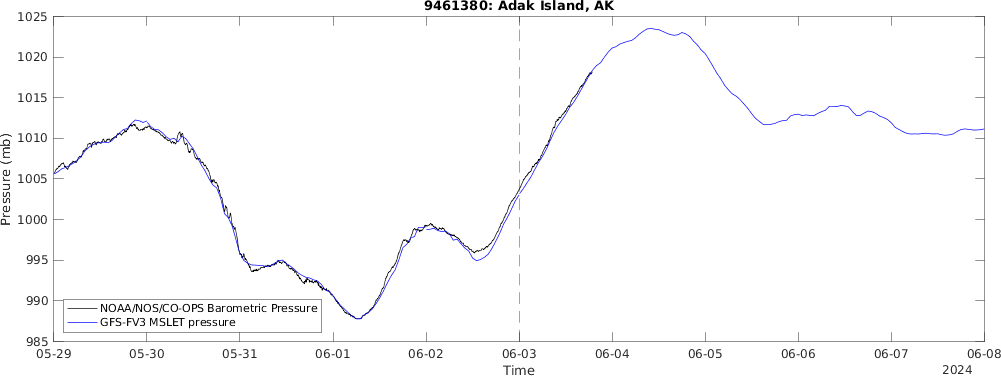 9461380: Adak Island, AK
Pressure (mb)
1025
1020
1015
1010
1005
1000
995
990
985
NOAA/NOS/CO-OPS Barometric Pressure
GFS-FV3 MSLET pressure
05-29 05-30 05-31 06-01 06-02 06-03 06-04 06-05 06-06 06-07 06-08
Time
2024